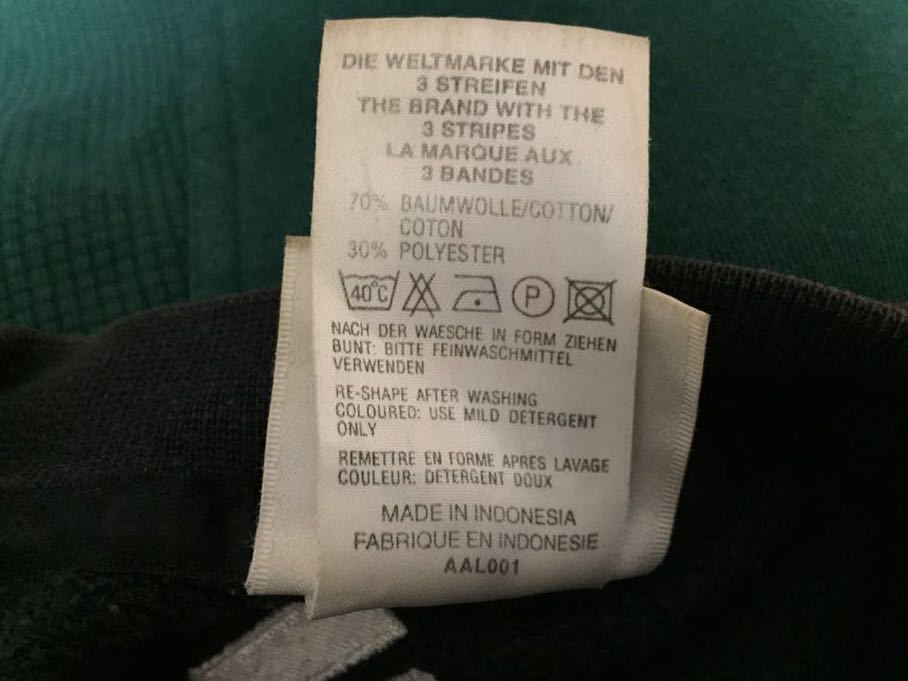 DIE WELTMARKE MIT DEN
3 STREIFEN
THE BRAND WITH THE
3 STRIPES
LA MARQUE AUX
3 BANDES
70% BAUMWOLLE/COTTON/
COTON
30% POLYESTER
40°C P
NACH DER WAESCHE IN FORM ZIEHEN
BUNT: BITTE FEINWASCHMITTEL
VERWENDEN
RE-SHAPE AFTER WASHING
COLOURED: USE MILD DETERGENT
ONLY
REMETTRE EN FORME APRES LAVAGE
COULEUR: DETERGENT DOUX
MADE IN INDONESIA
FABRIQUE EN INDONESIE
AAL001